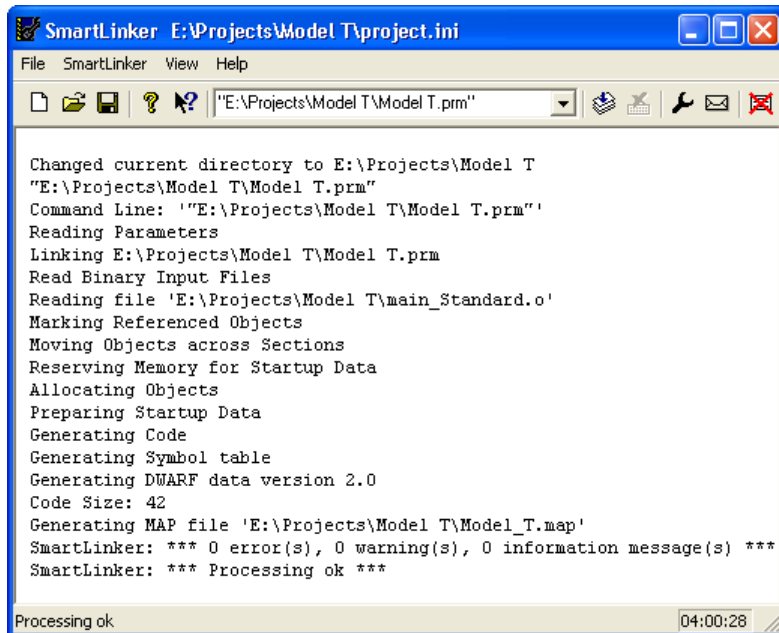 SmartLinker E:\Projects\Model T\project.ini
File SmartLinker View Help
"E:\Projects\Model T\Model T.prm"
Changed current directory to E:\Projects\Model T
"E:\Projects\Model T\Model T.prm"
Command Line: '"E:\Projects\Model T\Model T.prm"'
Reading Parameters
Linking E:\Projects\Model T\Model T.prm
Read Binary Input Files
Reading file 'E:\Projects\Model T\main_Standard.o'
Marking Referenced Objects
Moving Objects across Sections
Reserving Memory for Startup Data
Allocating Objects
Preparing Startup Data
Generating Code
Generating Symbol table
Generating DWARF data version 2.0
Code Size: 42
Generating MAP file 'E:\Projects\Model T\Model_T.map'
SmartLinker: *** 0 error(s), 0 warning(s), 0 information message(s) ***
SmartLinker: *** Processing ok ***
Processing ok 04:00:28